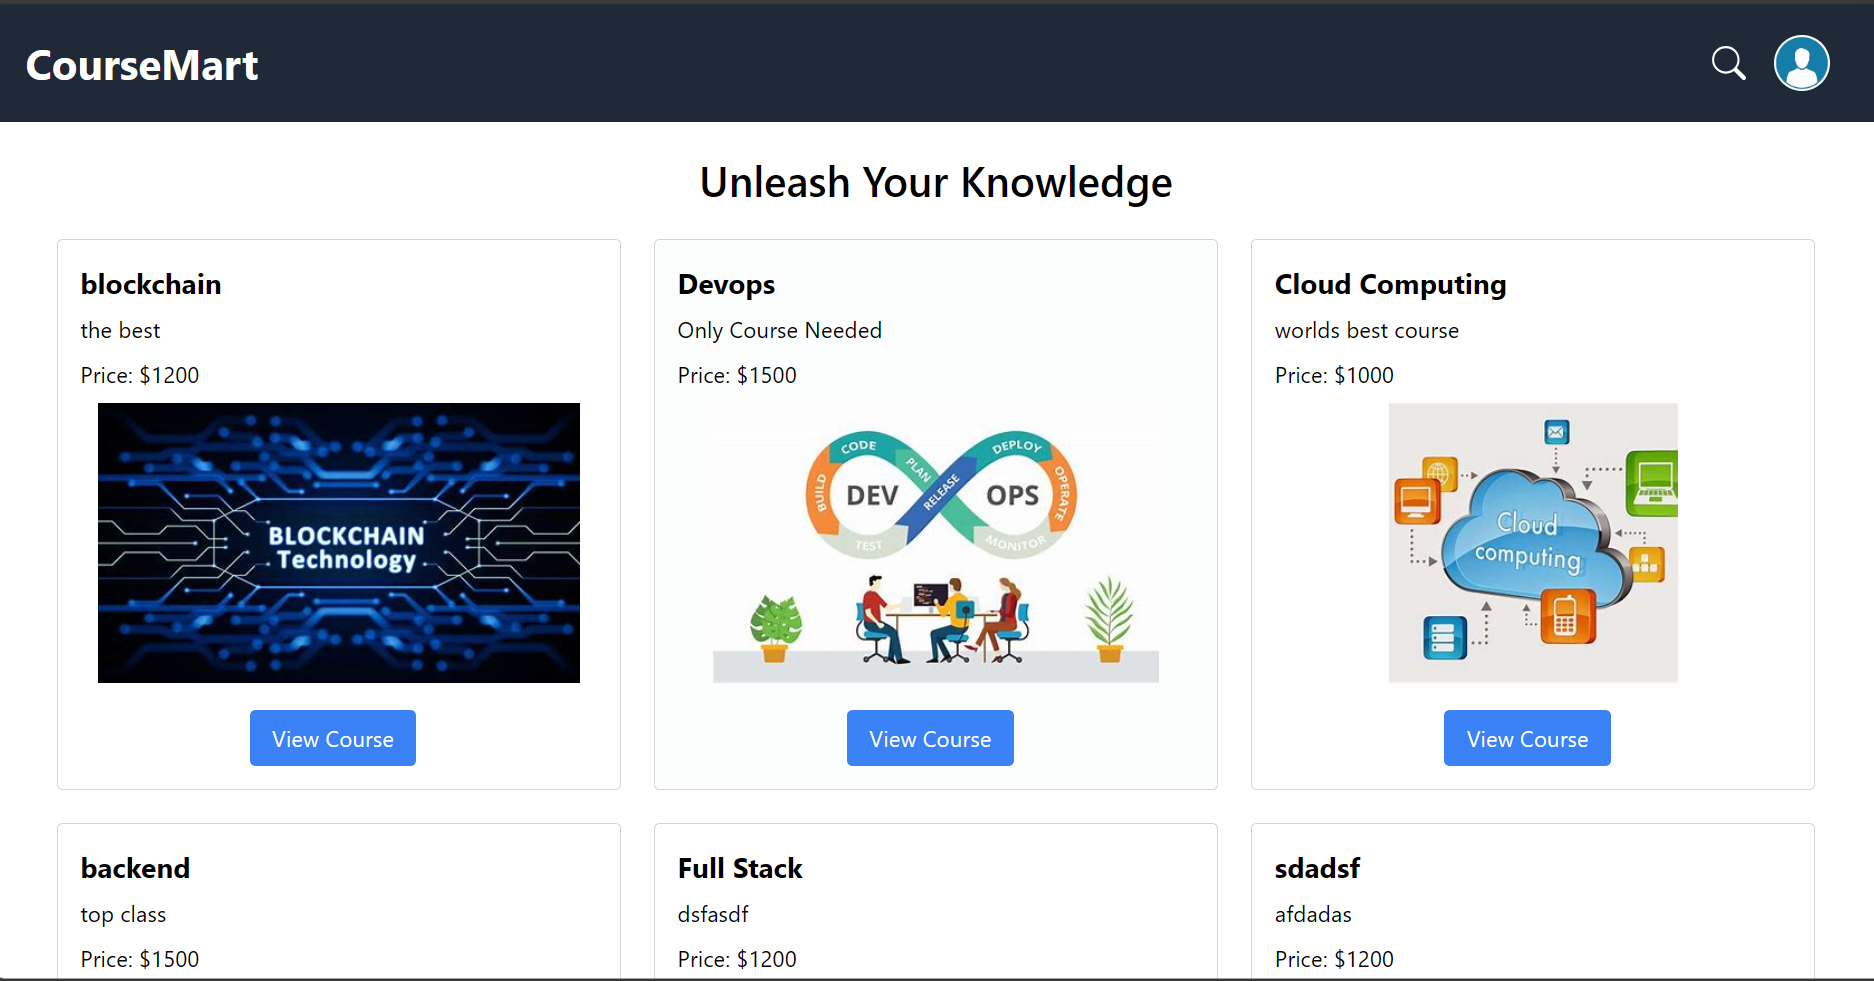 CourseMart
Unleash Your Knowledge
blockchain
the best
Price: $1200
BLOCKCHAIN
Technology
View Course
Devops
Only Course Needed
Price: $1500
CODE
PLAN
BUILD
TEST
RELEASE
DEPLOY
OPERATE
MONITOR
DEV
OPS
View Course
Cloud Computing
worlds best course
Price: $1000
Cloud
computing
View Course
backend
top class
Price: $1500
Full Stack
dsfasdf
Price: $1200
sdadsf
afdadas
Price: $1200